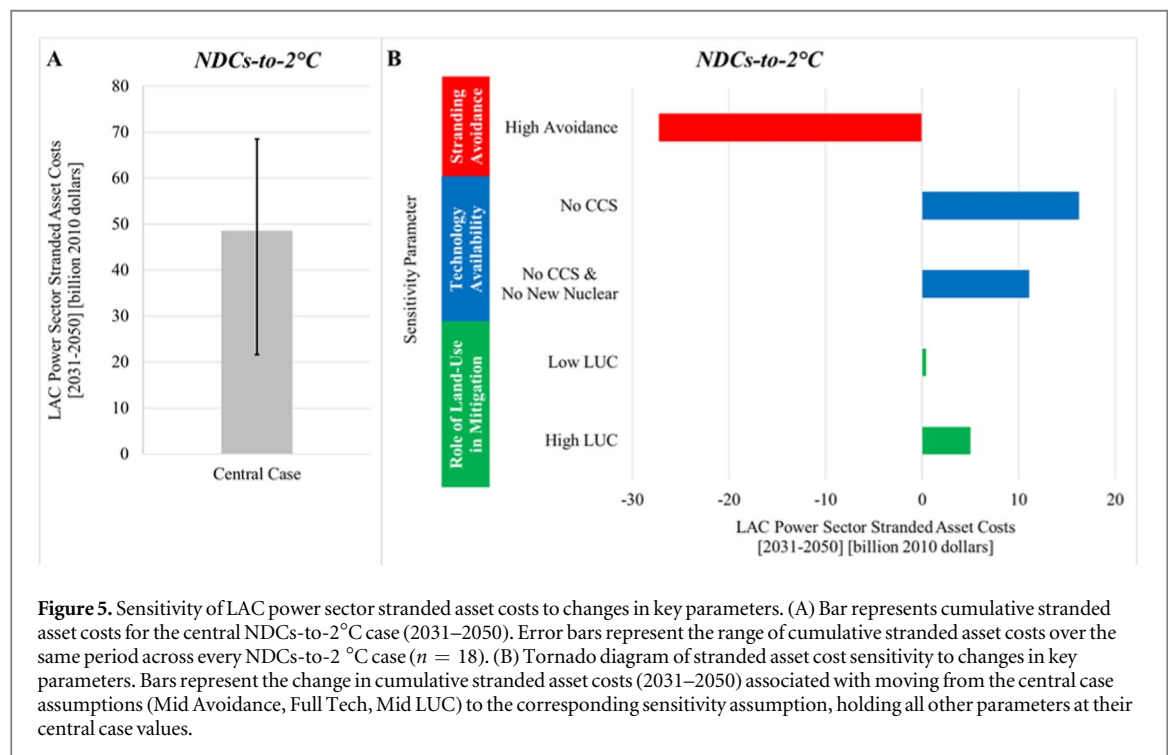 A
NDCs-to-2°C
LAC Power Sector Stranded Asset Costs
[2031-2050] [billion 2010 dollars]
80
70
60
50
40
30
20
10
0
Central Case
B
NDCs-to-2°C
Sensitivity Parameter
Stranding
Avoidance
Technology
Availability
Role of Land-Use
in Mitigation
High Avoidance
No CCS
No CCS &
No New Nuclear
Low LUC
High LUC
-30 -20 -10 0 10 20
LAC Power Sector Stranded Asset Costs
[2031-2050] [billion 2010 dollars]
Figure 5. Sensitivity of LAC power sector stranded asset costs to changes in key parameters. (A) Bar represents cumulative stranded
asset costs for the central NDCs-to-2°C case (2031–2050). Error bars represent the range of cumulative stranded asset costs over the
same period across every NDCs-to-2 °C case (n = 18). (B) Tornado diagram of stranded asset cost sensitivity to changes in key
parameters. Bars represent the change in cumulative stranded asset costs (2031–2050) associated with moving from the central case
assumptions (Mid Avoidance, Full Tech, Mid LUC) to the corresponding sensitivity assumption, holding all other parameters at their
central case values.